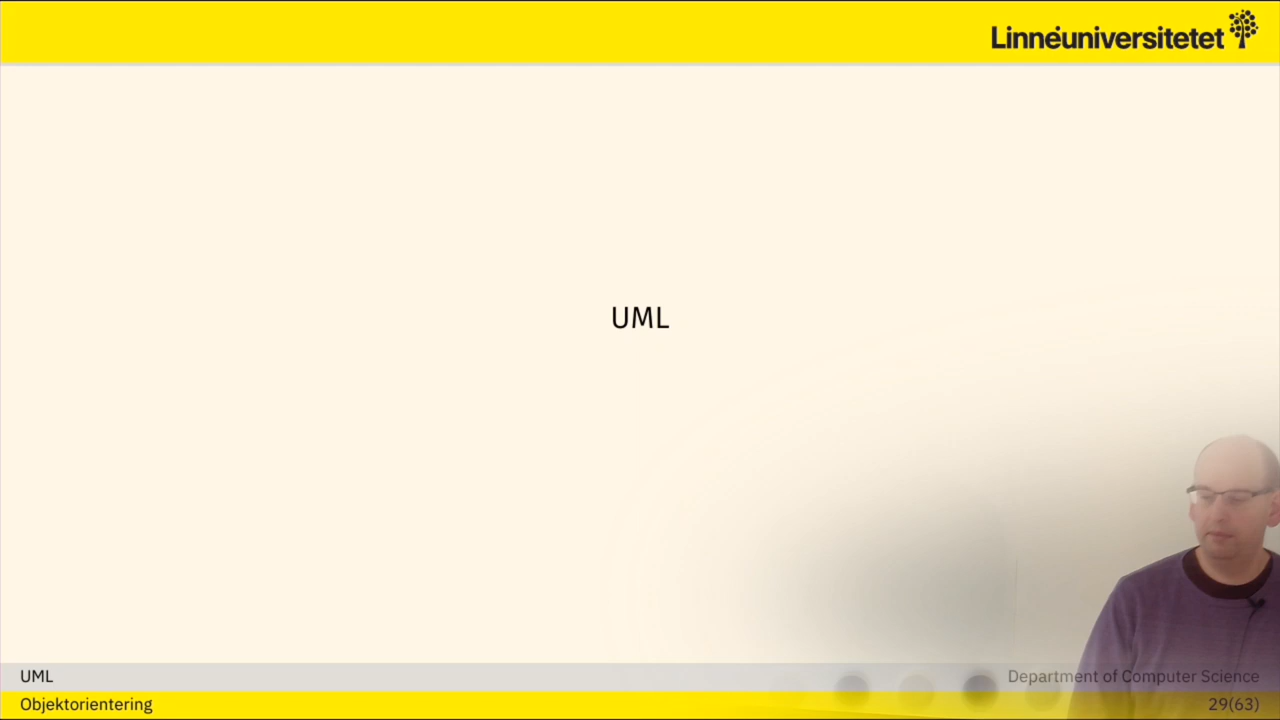 Linnéuniversitetet
UML
UML
Department of Computer Science
Objektorientering
29(63)